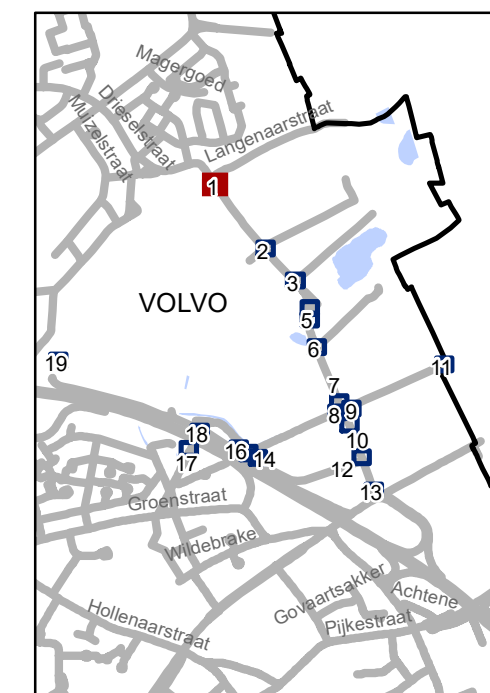 Magergoed
Drieselstraat
Muizelstraat
Langenaarstraat
1
2
3
VOLVO
5
6
19
11
7
8
9
18
10
16
14
17
12
13
Groenstraat
Wildebrake
Govaartsakker
Achtene
Hollenaarstraat
Pijkestraat